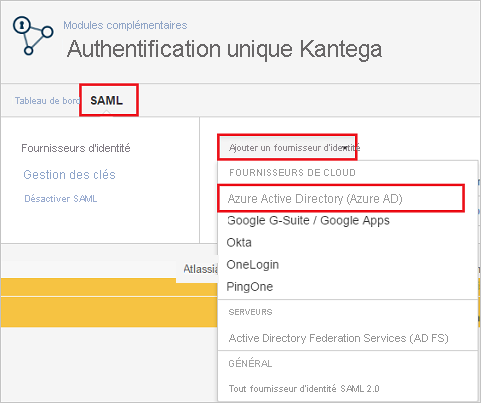 Modules complémentaires
Authentification unique Kantega
Tableau de bord SAML
Fournisseurs d'identité
Gestion des clés
Désactiver SAML
Ajouter un fournisseur d'identité
FOURNISSEURS DE CLOUD
Azure Active Directory (Azure AD)
Google G-Suite / Google Apps
Okta
OneLogin
PingOne
Atlassia
SERVEURS
Active Directory Federation Services (AD FS)
GÉNÉRAL
Tout fournisseur d'identité SAML 2.0